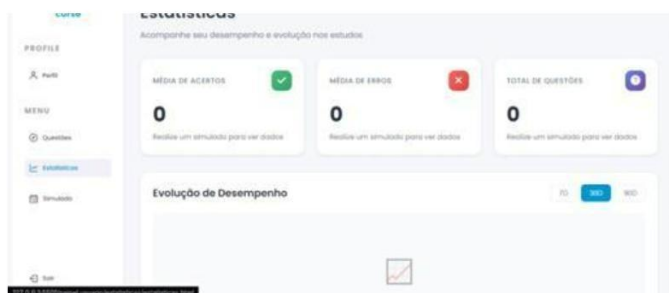 corte
Estatísticas
Acompanhe seu desempenho e evolução nos estudos
PROFILE
Perfil
MENU
Questões
Estatísticas
Simulado
Sair
MÉDIA DE ACERTOS
0
Realize um simulado para ver dados
MÉDIA DE ERROS
0
Realize um simulado para ver dados
TOTAL DE QUESTÕES
0
Realize um simulado para ver dados
Evolução de Desempenho
7D 30D 90D